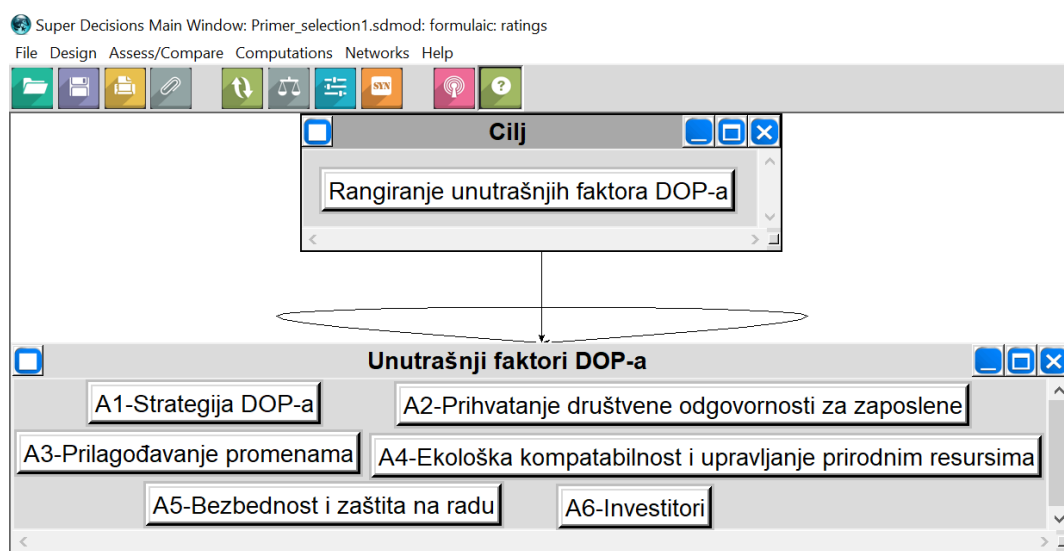 Super Decisions Main Window: Primer_selection1.sdmod: formulaic: ratings
File Design Assess/Compare Computations Networks Help
SYN
?
Cilj
Rangiranje unutrašnjih faktora DOP-a
Unutrašnji faktori DOP-a
A1-Strategija DOP-a
A2-Prihvatanje društvene odgovornosti za zaposlene
A3-Prilagođavanje promenama
A4-Ekološka kompatabilnost i upravljanje prirodnim resursima
A5-Bezbednost i zaštita na radu
A6-Investitori